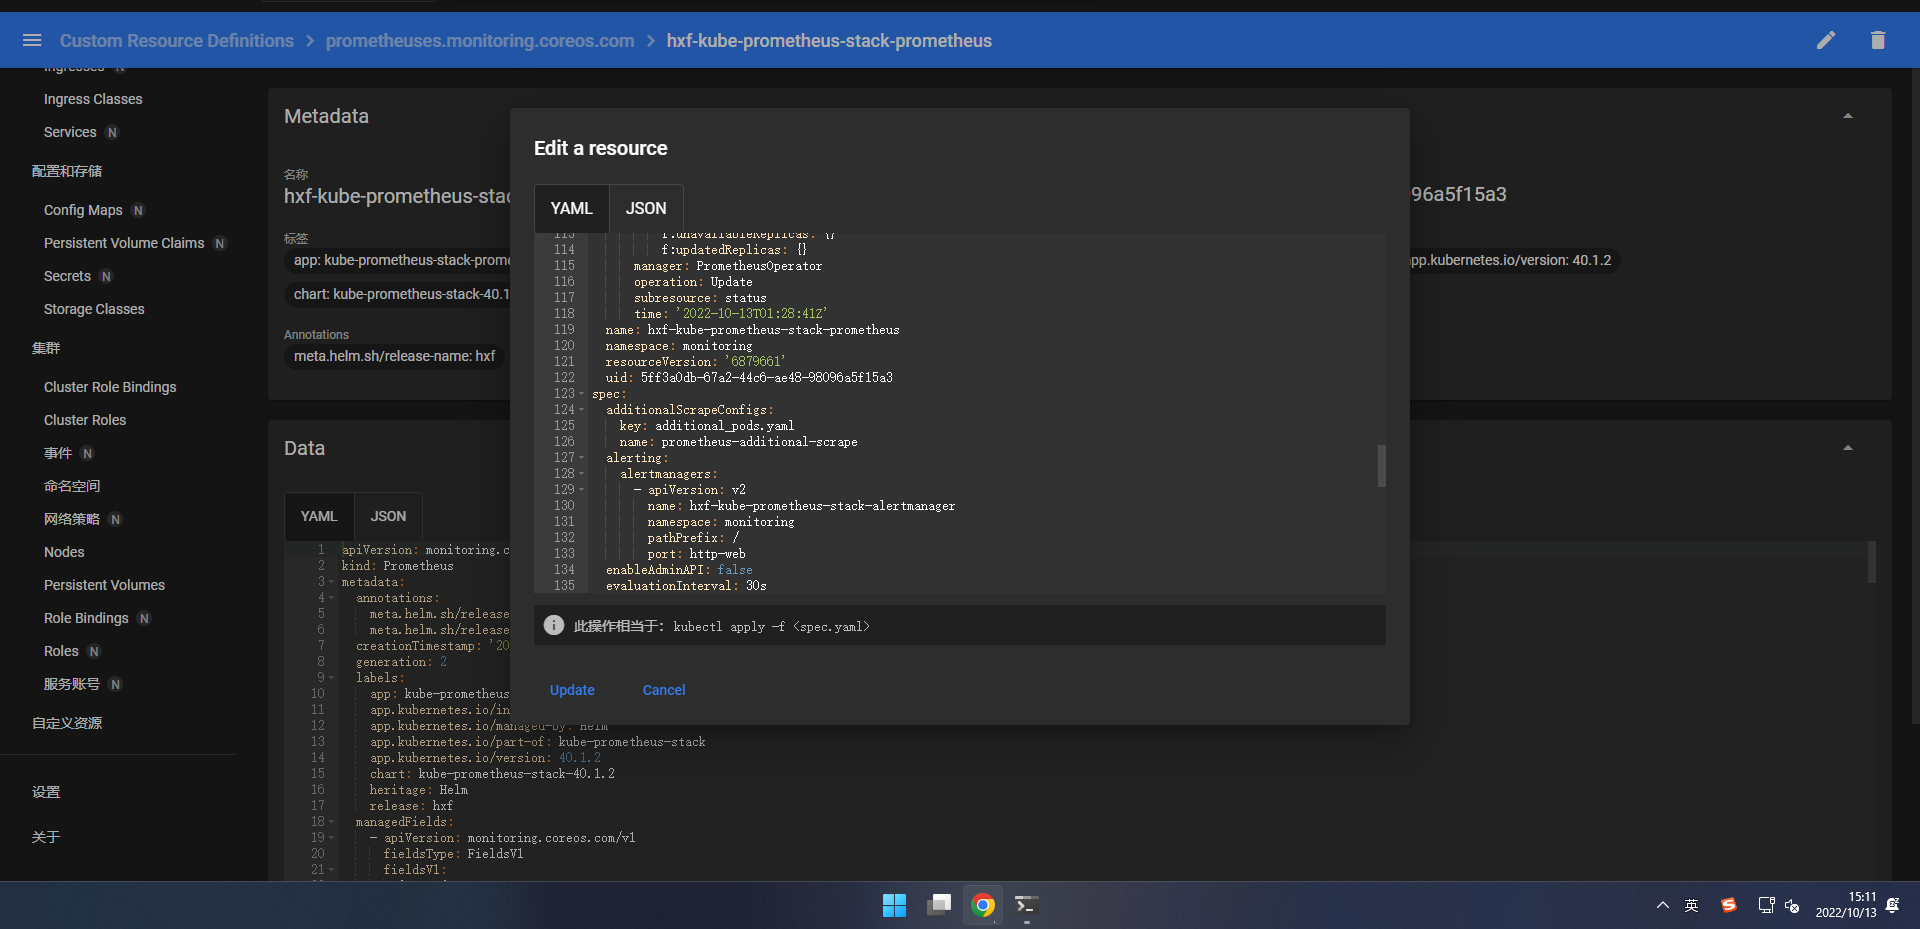 Custom Resource Definitions > prometheuses.monitoring.coreos.com > hxf-kube-prometheus-stack-prometheus
Ingresses N
Ingress Classes
Services N
配置和存储
Config Maps N
Persistent Volume Claims N
Secrets N
Storage Classes
集群
Cluster Role Bindings
Cluster Roles
事件 N
命名空间
网络策略 N
Nodes
Persistent Volumes
Role Bindings N
Roles N
服务账号 N
自定义资源
设置
关于
Metadata
名称
hxf-kube-prometheus-stac
96a5f15a3
标签
app: kube-prometheus-stack-prome
app.kubernetes.io/version: 40.1.2
chart: kube-prometheus-stack-40.1
Annotations
meta.helm.sh/release-name: hxf
Data
YAML JSON
1 apiVersion: monitoring.c
2 kind: Prometheus
3 metadata:
4 annotations:
5 meta.helm.sh/release
6 meta.helm.sh/release
7 creationTimestamp: '20
8 generation: 2
9 labels:
10 app: kube-prometheus
11 app.kubernetes.io/in
12 app.kubernetes.io/managed-by: Helm
13 app.kubernetes.io/part-of: kube-prometheus-stack
14 app.kubernetes.io/version: 40.1.2
15 chart: kube-prometheus-stack-40.1.2
16 heritage: Helm
17 release: hxf
18 managedFields:
19 - apiVersion: monitoring.coreos.com/v1
20 fieldsType: FieldsV1
21 fieldsV1:
Edit a resource
YAML JSON
113 f:unavailableReplicas: {}
114 f:updatedReplicas: {}
115 manager: PrometheusOperator
116 operation: Update
117 subresource: status
118 time: '2022-10-13T01:28:41Z'
119 name: hxf-kube-prometheus-stack-prometheus
120 namespace: monitoring
121 resourceVersion: '6879661'
122 uid: 5ff3a0db-67a2-44c6-ae48-98096a5f15a3
123 spec:
124 additionalScrapeConfigs:
125 key: additional_pods.yaml
126 name: prometheus-additional-scrape
127 alerting:
128 alertmanagers:
129 - apiVersion: v2
130 name: hxf-kube-prometheus-stack-alertmanager
131 namespace: monitoring
132 pathPrefix: /
133 port: http-web
134 enableAdminAPI: false
135 evaluationInterval: 30s
此操作相当于: kubectl apply -f <spec.yaml>
Update Cancel
英
15:11
2022/10/13